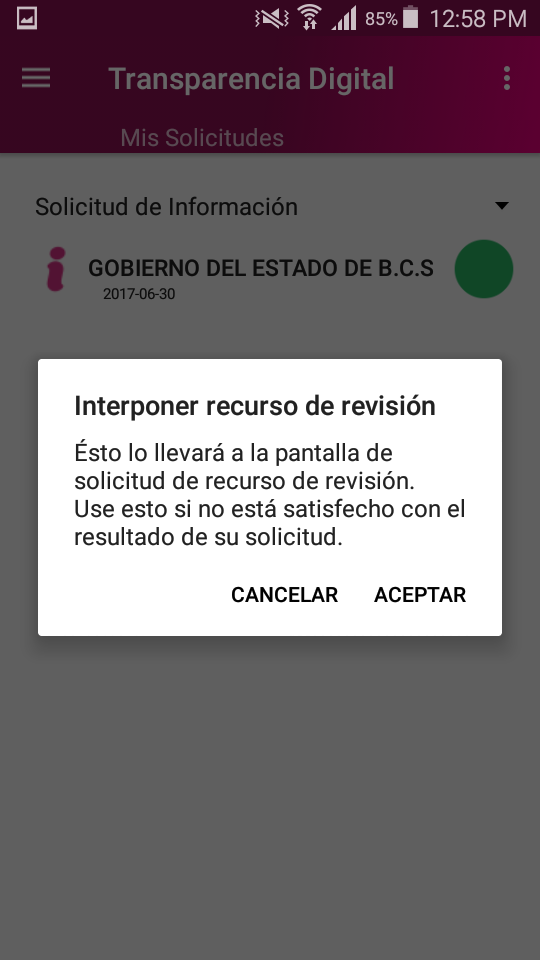 85% 12:58 PM
Transparencia Digital
Mis Solicitudes
Solicitud de Información
GOBIERNO DEL ESTADO DE B.C.S
2017-06-30
Interponer recurso de revisión
Ésto lo llevará a la pantalla de
solicitud de recurso de revisión.
Use esto si no está satisfecho con el
resultado de su solicitud.
CANCELAR ACEPTAR